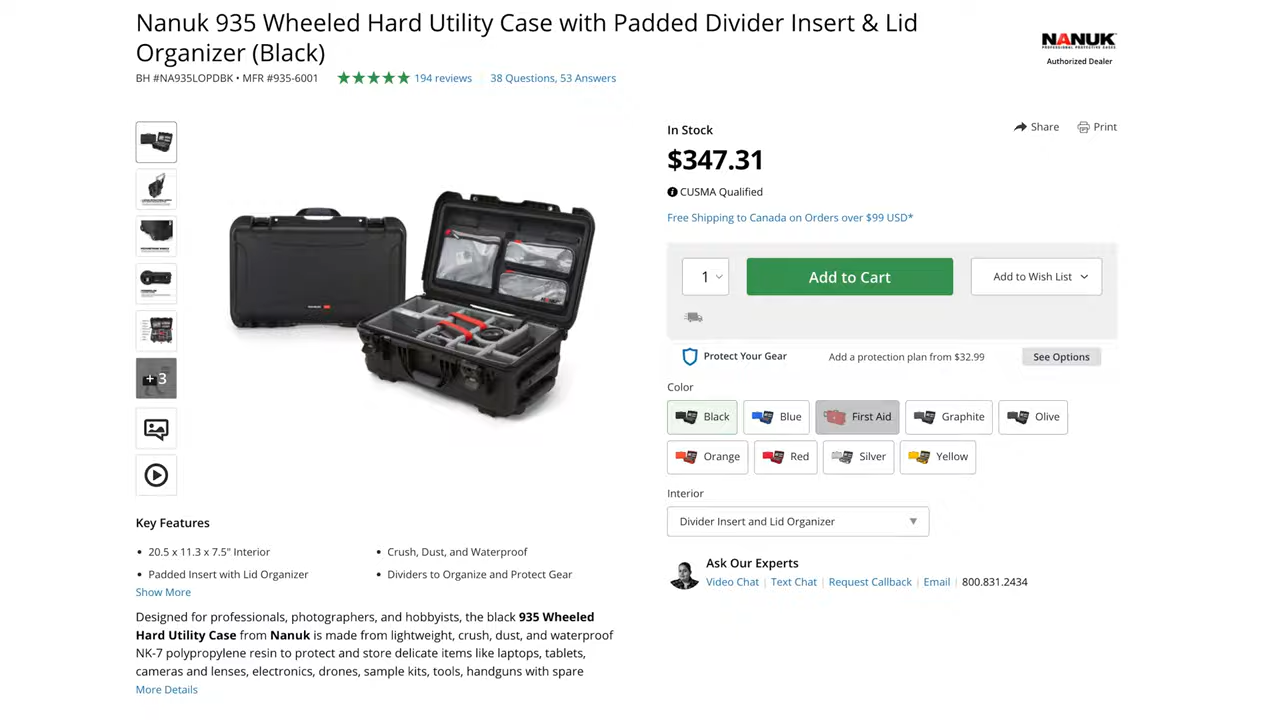 Nanuk 935 Wheeled Hard Utility Case with Padded Divider Insert & Lid
Organizer (Black)
BH #NA935LOPDBK • MFR #935-6001
194 reviews
38 Questions, 53 Answers
NANUK
PROFESSIONAL PROTECTIVE CASES
Authorized Dealer
In Stock
Share
Print
$347.31
CUSMA Qualified
Free Shipping to Canada on Orders over $99 USD*
1
Add to Cart
Add to Wish List
Protect Your Gear
Add a protection plan from $32.99
See Options
Color
Black
Blue
First Aid
Graphite
Olive
Orange
Red
Silver
Yellow
Interior
Divider Insert and Lid Organizer
Ask Our Experts
Video Chat | Text Chat | Request Callback | Email | 800.831.2434
+ 3
Key Features
• 20.5 x 11.3 x 7.5" Interior
• Crush, Dust, and Waterproof
• Padded Insert with Lid Organizer
• Dividers to Organize and Protect Gear
Show More
Designed for professionals, photographers, and hobbyists, the black 935 Wheeled
Hard Utility Case from Nanuk is made from lightweight, crush, dust, and waterproof
NK-7 polypropylene resin to protect and store delicate items like laptops, tablets,
cameras and lenses, electronics, drones, sample kits, tools, handguns with spare
More Details